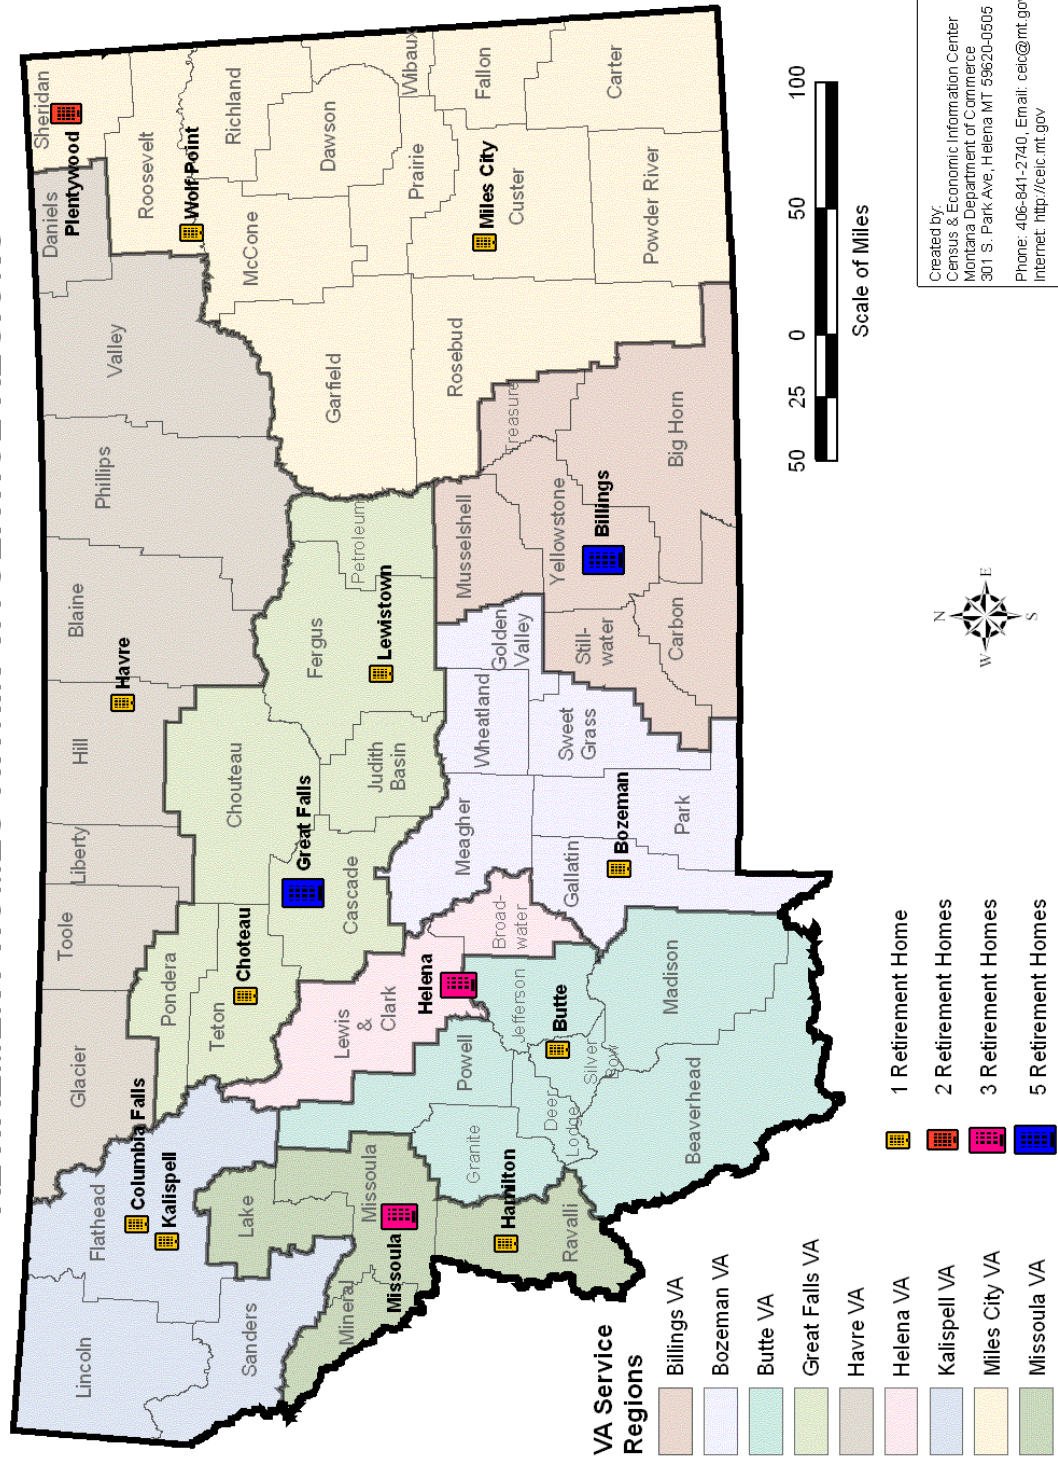 Lincoln
Flathead
Glacier
Toole
Liberty
Hill
Blaine
Phillips
Valley
Daniels
Sheridan
Plentywood
Columbia Falls
Kalispell
Havre
Roosevelt
Wolf Point
Richland
Sanders
Lake
Pondera
Teton
Choteau
Chouteau
Great Falls
Cascade
Judith
Basin
Fergus
Lewistown
Petroleum
Garfield
McCone
Dawson
Prairie
Wibaux
Mineral
Missoula
Missoula
Powell
Lewis
&
Clark
Helena
Broad-
water
Meagher
Wheatland
Golden
Valley
Musselshell
Treasure
Rosebud
Miles City
Custer
Fallon
Granite
Hamilton
Ravalli
Deer
Lodge
Silver
Bow
Jefferson
Butte
Gallatin
Bozeman
Park
Sweet
Grass
Still-
water
Yellowstone
Billings
Carbon
Big Horn
Powder River
Carter
Beaverhead
Madison
VA Service
Regions
Billings VA
Bozeman VA
Butte VA
Great Falls VA
Havre VA
Helena VA
Kalispell VA
Miles City VA
Missoula VA
1 Retirement Home
2 Retirement Homes
3 Retirement Homes
5 Retirement Homes
N
W
E
S
50 25 0 50 100
Scale of Miles
Created by:
Census & Economic Information Center
Montana Department of Commerce
301 S. Park Ave, Helena MT 59620-0505
Phone: 406-841-2740, Email: ceic@mt.gov
Internet: http://ceic.mt.gov